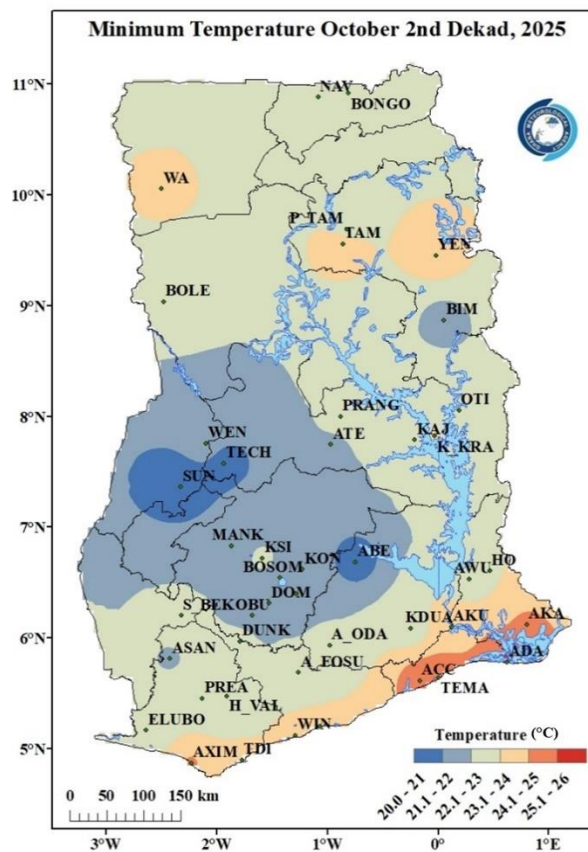 Minimum Temperature October 2nd Dekad, 2025
11°N
NAV
BONGO
10°N
WA
P_TAM
TAM
YEN
9°N
BOLE
BIM
8°N
PRANG
OTI
WEN
ATE
KAJ
K_KRA
TECH
SUN
7°N
MANK
KSI
BOSOM
KON
ABE
HO
AWU
DOM
S_BEKOBU
6°N
DUNK
A_ODA
KDUA
AKU
AKA
ASAN
A_FOSU
ADA
ACC
TEMA
PREA
H_VAL
ELUBO
WIN
5°N
AXIM
TDI
Temperature (°C)
20.0 - 21
21.1 - 22
22.1 - 23
23.1 - 24
24.1 - 25
25.1 - 26
0 50 100 150 km
3°W 2°W 1°W 0° 1°E